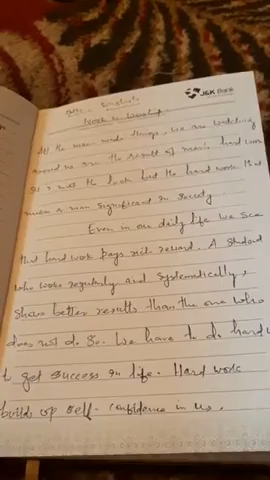 J&K Bank
Sub:- English
Work is Worship
All the man made things, we are watching
around us are the result of man's hard work
It is not the luck but the hard work that
makes a man significant in society
Even in our daily life we see
that hard work pays rich reward. A student
who works regularly and systematically,
shows better results than the one who
does not do so. We have to do hard w
to get success in life. Hard work
builds up self-confidence in us.